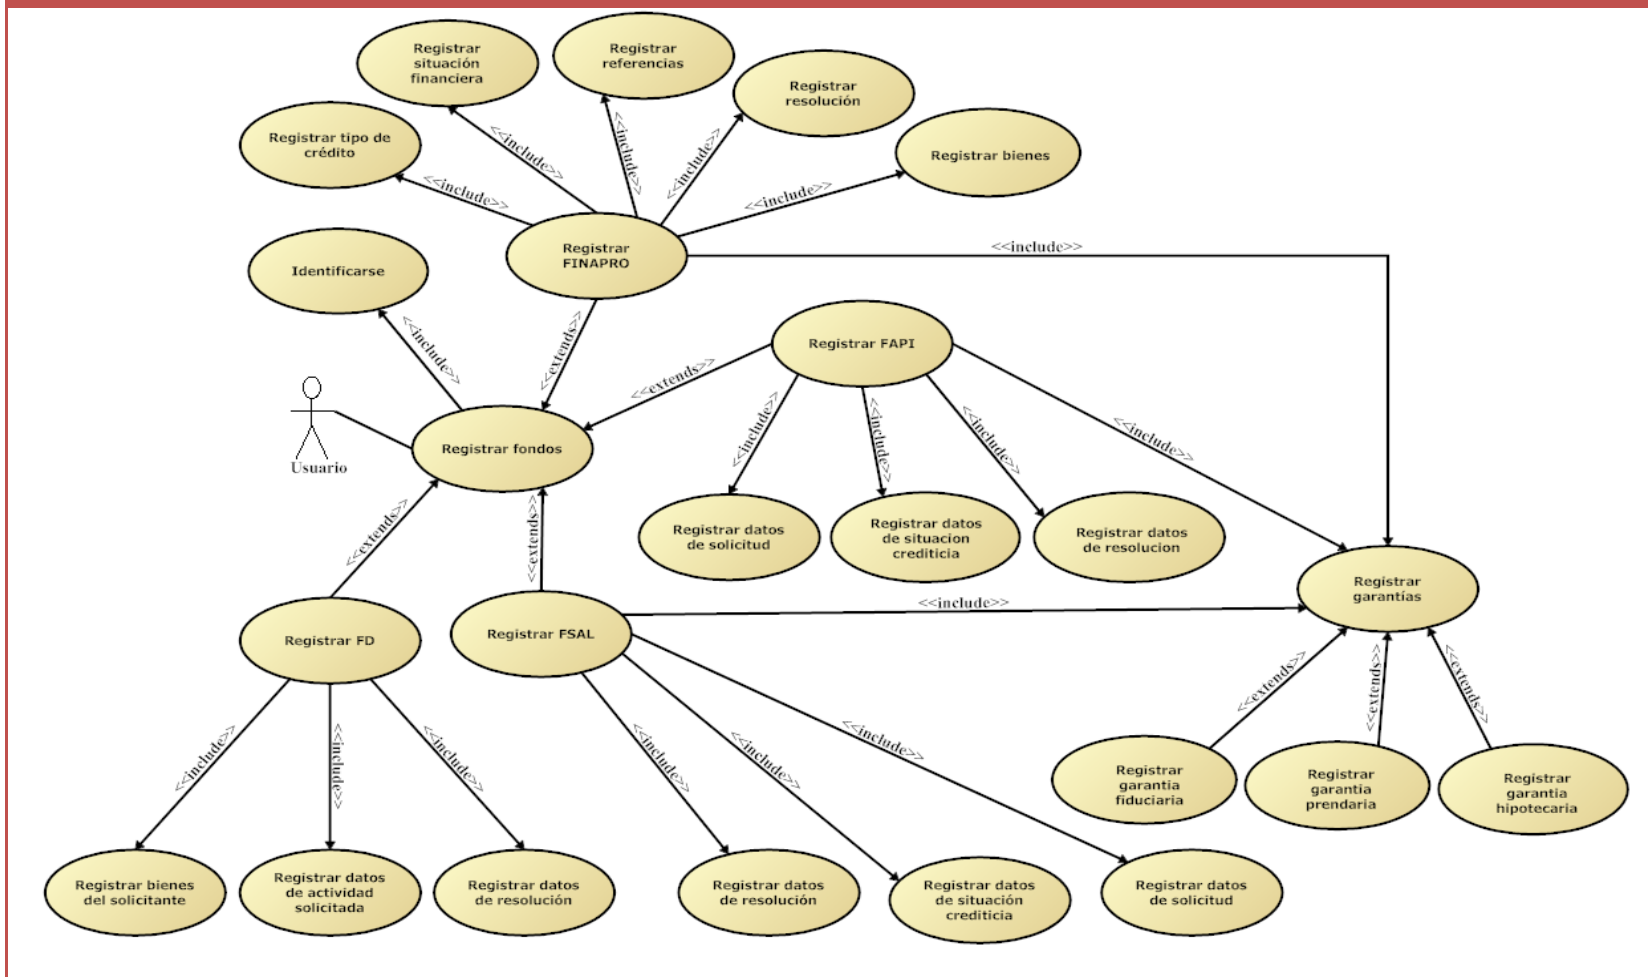 Registrar
situación
financiera
Registrar
referencias
Registrar
resolución
Registrar tipo de
crédito
Registrar bienes
<<include>>
<<include>>
<<include>>
<<include>>
<<include>>
Registrar
FINAPRO
<<include>>
Identificarse
<<include>>
<<extends>>
Registrar FAPI
<<extends>>
Usuario
Registrar fondos
<<include>>
<<include>>
<<include>>
<<include>>
Registrar datos
de solicitud
Registrar datos
de situacion
crediticia
Registrar datos
de resolucion
<<extends>>
<<extends>>
Registrar
garantías
<<include>>
Registrar FD
Registrar FSAL
<<extends>>
<<extends>>
<<extends>>
<<include>>
<<include>>
<<include>>
<<include>>
<<include>>
<<include>>
Registrar
garantia
fiduciaria
Registrar
garantia
prendaria
Registrar
garantia
hipotecaria
Registrar bienes
del solicitante
Registrar datos
de actividad
solicitada
Registrar datos
de resolución
Registrar datos
de resolución
Registrar datos
de situación
crediticia
Registrar datos
de solicitud